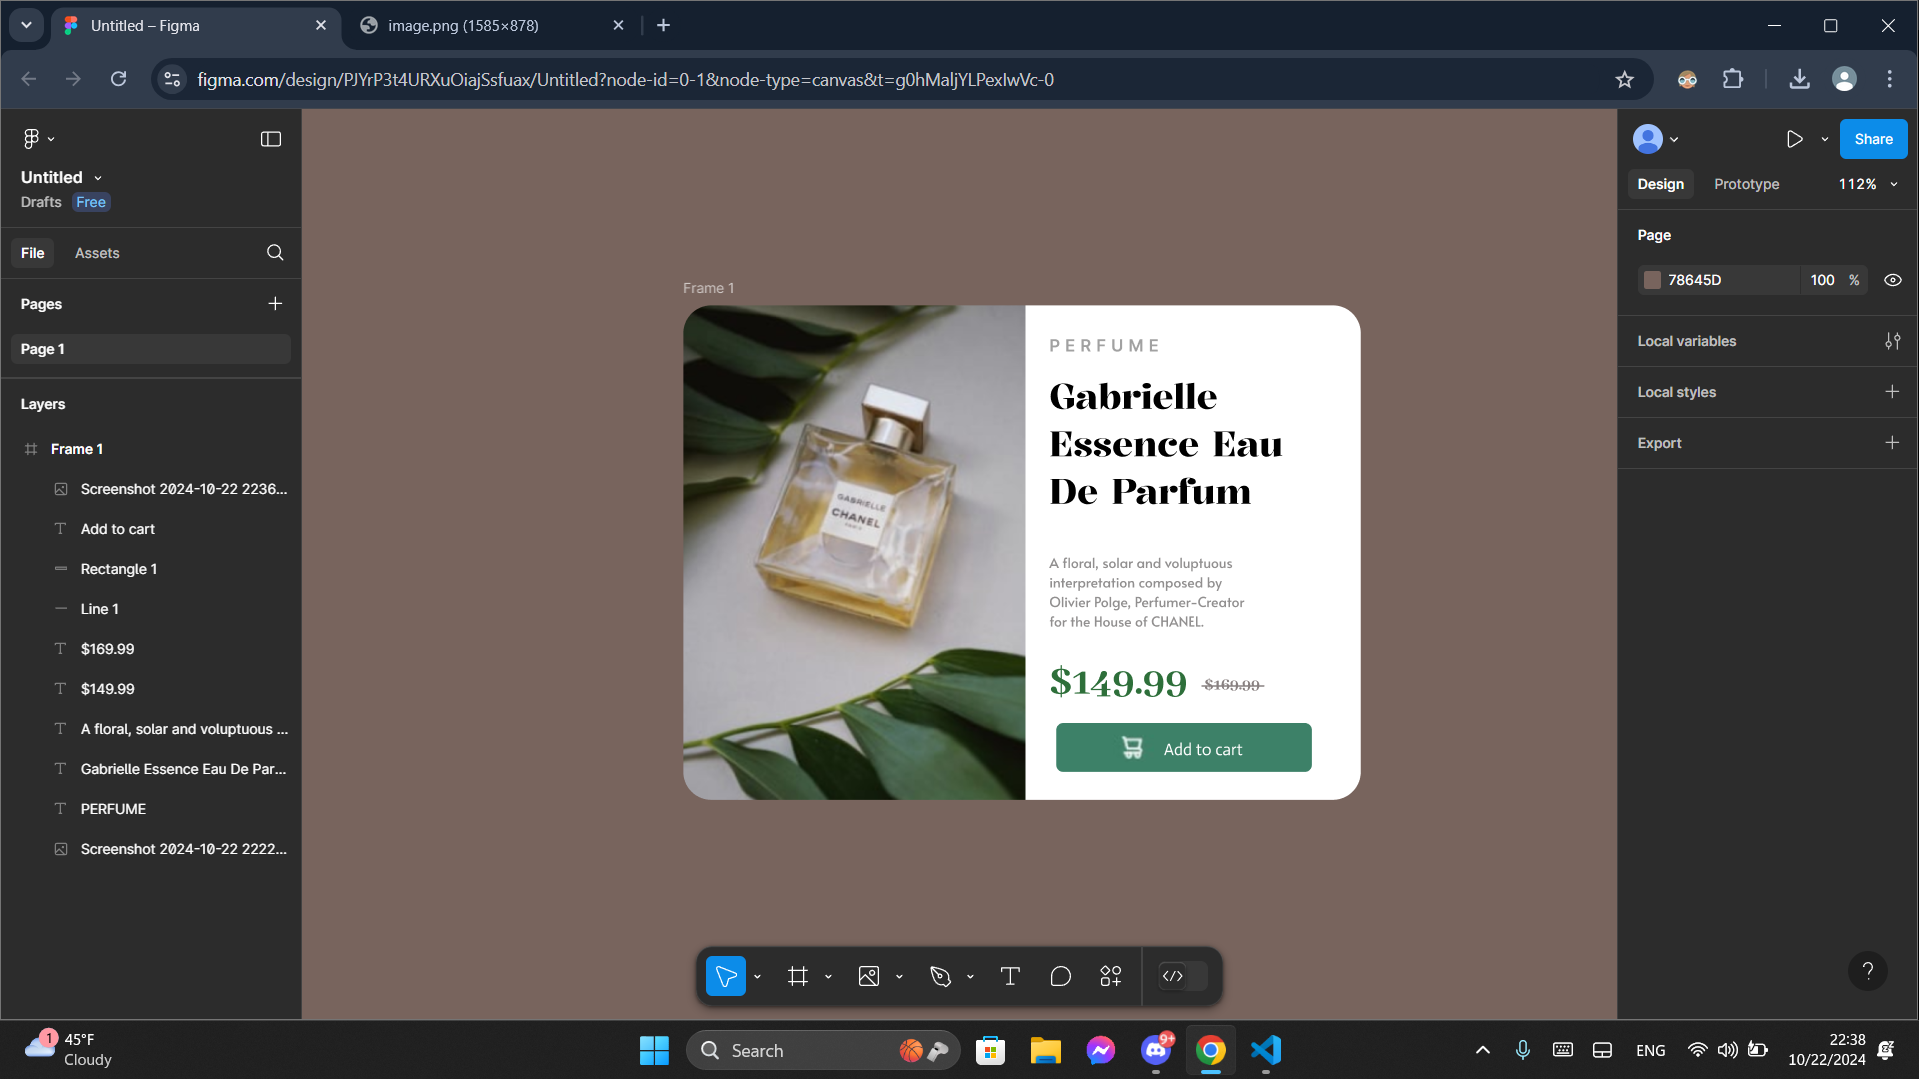 Untitled – Figma
image.png (1585×878)
figma.com/design/PJYrP3t4URXuOiajSsfuax/Untitled?node-id=0-1&node-type=canvas&t=g0hMaljYLPexIwVc-0
Untitled
Drafts Free
File Assets
Pages
Page 1
Layers
Frame 1
Screenshot 2024-10-22 2236...
Add to cart
Rectangle 1
Line 1
$169.99
$149.99
A floral, solar and voluptuous ...
Gabrielle Essence Eau De Par...
PERFUME
Screenshot 2024-10-22 2222...
Frame 1
GABRIELLE
CHANEL
PARIS
PERFUME
Gabrielle
Essence Eau
De Parfum
A floral, solar and voluptuous
interpretation composed by
Olivier Polge, Perfumer-Creator
for the House of CHANEL.
$149.99 $169.99
Add to cart
Share
Design Prototype 112%
Page
78645D 100 %
Local variables
Local styles
Export
?
1
45°F
Cloudy
Search
9+
ENG
22:38
10/22/2024